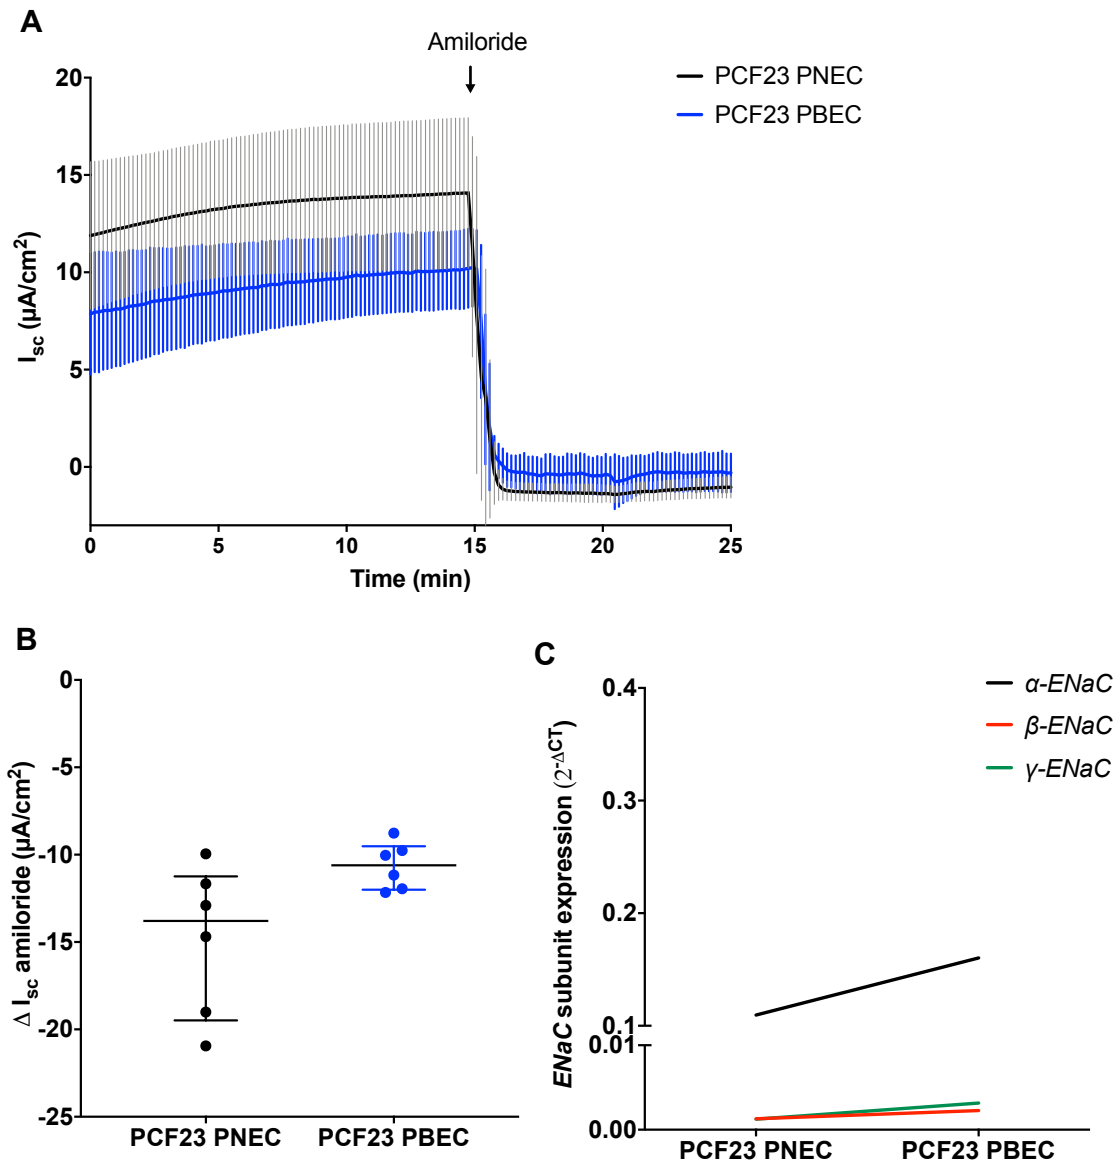 A
Amiloride
PCF23 PNEC
PCF23 PBEC
20
15
10
5
0
I_sc (µA/cm²)
0 5 10 15 20 25
Time (min)
B
0
-5
-10
-15
-20
-25
Δ I_sc amiloride (µA/cm²)
PCF23 PNEC PCF23 PBEC
C
α-ENaC
β-ENaC
γ-ENaC
0.4
0.3
0.2
0.1
0.01
0.00
ENaC subunit expression (2^-ΔCT)
PCF23 PNEC PCF23 PBEC